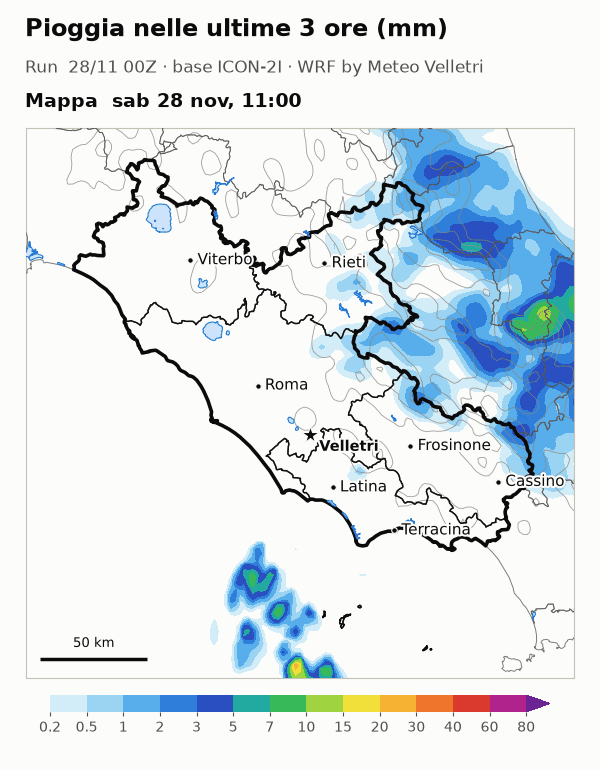 Pioggia nelle ultime 3 ore (mm)
Run  28/11 00Z · base ICON-2I · WRF by Meteo Velletri
Mappa  sab 28 nov, 11:00
Viterbo
Rieti
Roma
Velletri
Frosinone
Cassino
Latina
Terracina
50 km
0.2 0.5 1 2 3 5 7 10 15 20 30 40 60 80